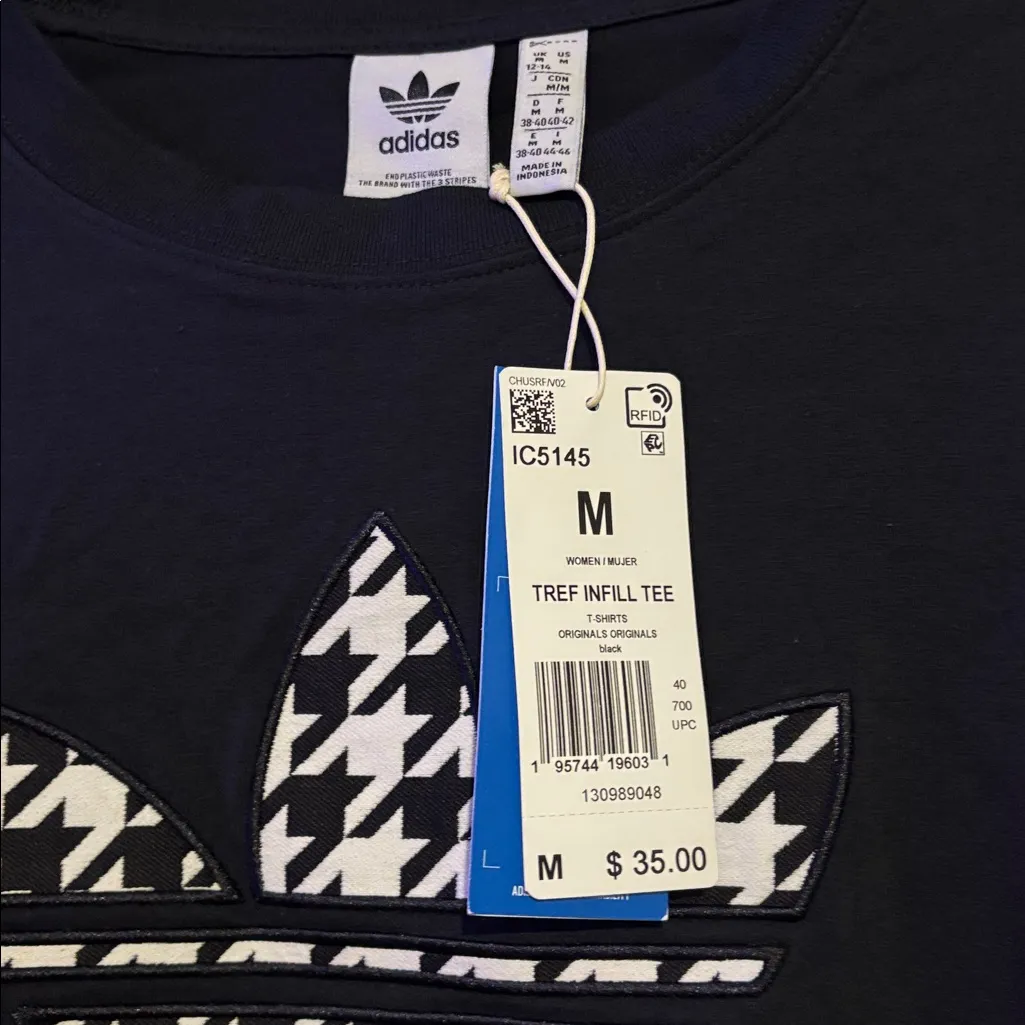 adidas
END PLASTIC WASTE
THE BRAND WITH THE 3 STRIPES
UK US
M M
12-14
J CDN
M/M
D F
M M
38-40 40-42
E I
M M
38-40 44-46
MADE IN
INDONESIA
CHUSRF/V02
RFID
IC5145
M
WOMEN / MUJER
TREF INFILL TEE
T-SHIRTS
ORIGINALS ORIGINALS
black
40
700
UPC
1 95744 19603 1
130989048
M $ 35.00